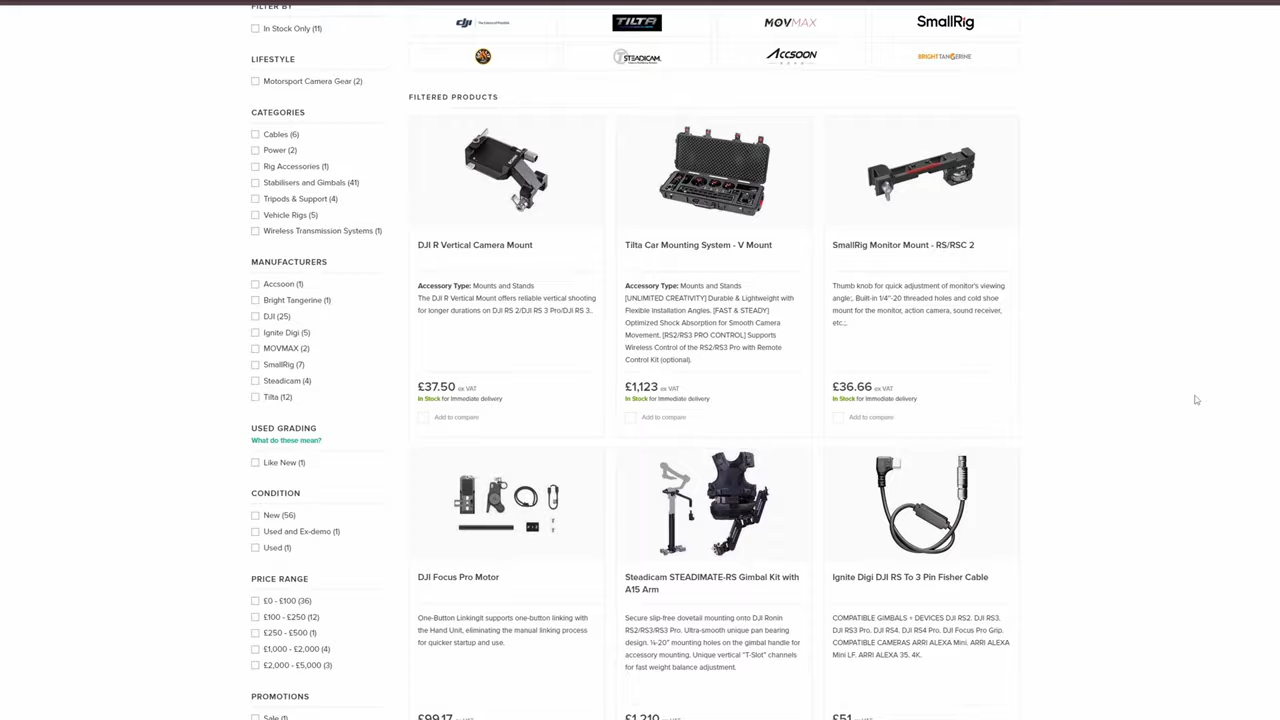 FILTER BY
In Stock Only (11)
LIFESTYLE
Motorsport Camera Gear (2)
CATEGORIES
Cables (6)
Power (2)
Rig Accessories (1)
Stabilisers and Gimbals (41)
Tripods & Support (4)
Vehicle Rigs (5)
Wireless Transmission Systems (1)
MANUFACTURERS
Accsoon (1)
Bright Tangerine (1)
DJI (25)
Ignite Digi (5)
MOVMAX (2)
SmallRig (7)
Steadicam (4)
Tilta (12)
USED GRADING
What do these mean?
Like New (1)
CONDITION
New (56)
Used and Ex-demo (1)
Used (1)
PRICE RANGE
£0 - £100 (36)
£100 - £250 (12)
£250 - £500 (1)
£1,000 - £2,000 (4)
£2,000 - £5,000 (3)
PROMOTIONS
Sale (1)
dji TILTA MOVMAX SmallRig
STEADICAM. ACCSOON BRIGHTTANGERINE
FILTERED PRODUCTS
DJI R Vertical Camera Mount
Accessory Type: Mounts and Stands
The DJI R Vertical Mount offers reliable vertical shooting
for longer durations on DJI RS 2/DJI RS 3 Pro/DJI RS 3..
£37.50 ex VAT
In Stock for Immediate delivery
Add to compare
Tilta Car Mounting System - V Mount
Accessory Type: Mounts and Stands
[UNLIMITED CREATIVITY] Durable & Lightweight with
Flexible Installation Angles. [FAST & STEADY]
Optimized Shock Absorption for Smooth Camera
Movement. [RS2/RS3 PRO CONTROL] Supports
Wireless Control of the RS2/RS3 Pro with Remote
Control Kit (optional).
£1,123 ex VAT
In Stock for Immediate delivery
Add to compare
SmallRig Monitor Mount - RS/RSC 2
Thumb knob for quick adjustment of monitor's viewing
angle;. Built-in 1/4"-20 threaded holes and cold shoe
mount for the monitor, action camera, sound receiver,
etc.;.
£36.66 ex VAT
In Stock for Immediate delivery
Add to compare
DJI Focus Pro Motor
One-Button LinkingIt supports one-button linking with
the Hand Unit, eliminating the manual linking process
for quicker startup and use.
£99.17
Steadicam STEADIMATE-RS Gimbal Kit with
A15 Arm
Secure slip-free dovetail mounting onto DJI Ronin
RS2/RS3/RS3 Pro. Ultra-smooth unique pan bearing
design. ¼-20" mounting holes on the gimbal handle for
accessory mounting. Unique vertical "T-Slot" channels
for fast weight balance adjustment.
£1,210
Ignite Digi DJI RS To 3 Pin Fisher Cable
COMPATIBLE GIMBALS + DEVICES DJI RS2. DJI RS3.
DJI RS3 Pro. DJI RS4. DJI RS4 Pro. DJI Focus Pro Grip.
COMPATIBLE CAMERAS ARRI ALEXA Mini. ARRI ALEXA
Mini LF. ARRI ALEXA 35. 4K.
£51